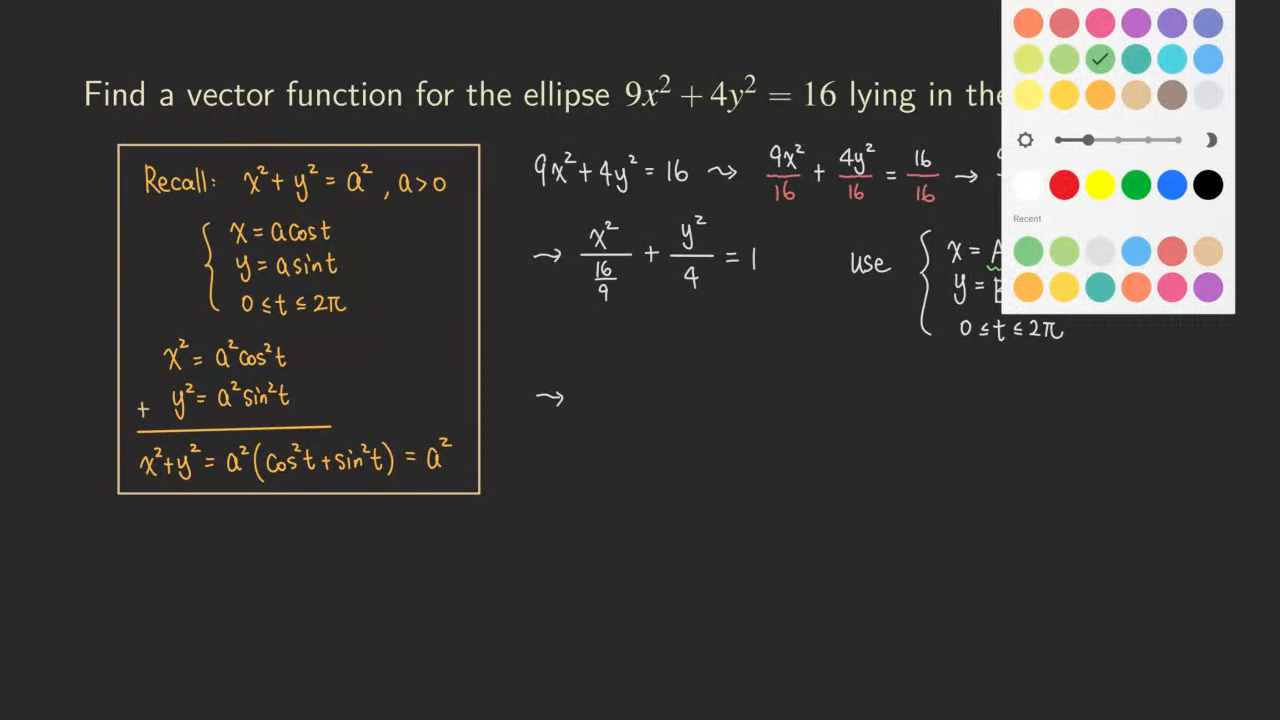 Find a vector function for the ellipse 9x² + 4y² = 16 lying in the
Recall: x² + y² = a², a > 0
x = a cos t
y = a sin t
0 ≤ t ≤ 2π
x² = a² cos² t
+ y² = a² sin² t
x² + y² = a² (cos² t + sin² t) = a²
9x² + 4y² = 16 ⇝ 9x²/16 + 4y²/16 = 16/16 →
→ x²/(16/9) + y²/4 = 1
use { x =
y =
0 ≤ t ≤ 2π
→
Recent